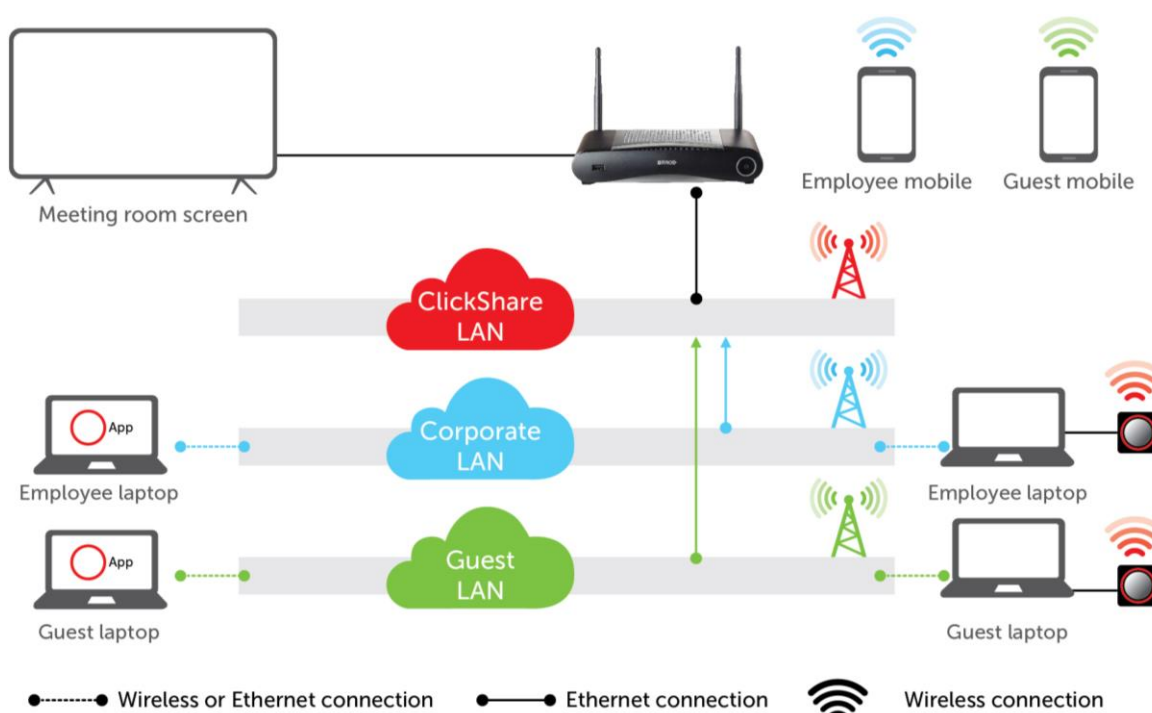 Employee mobile
Guest mobile
Meeting room screen
ClickShare
LAN
App
Corporate
LAN
Employee laptop
Employee laptop
App
Guest
LAN
Guest laptop
Guest laptop
Wireless or Ethernet connection
Ethernet connection
Wireless connection